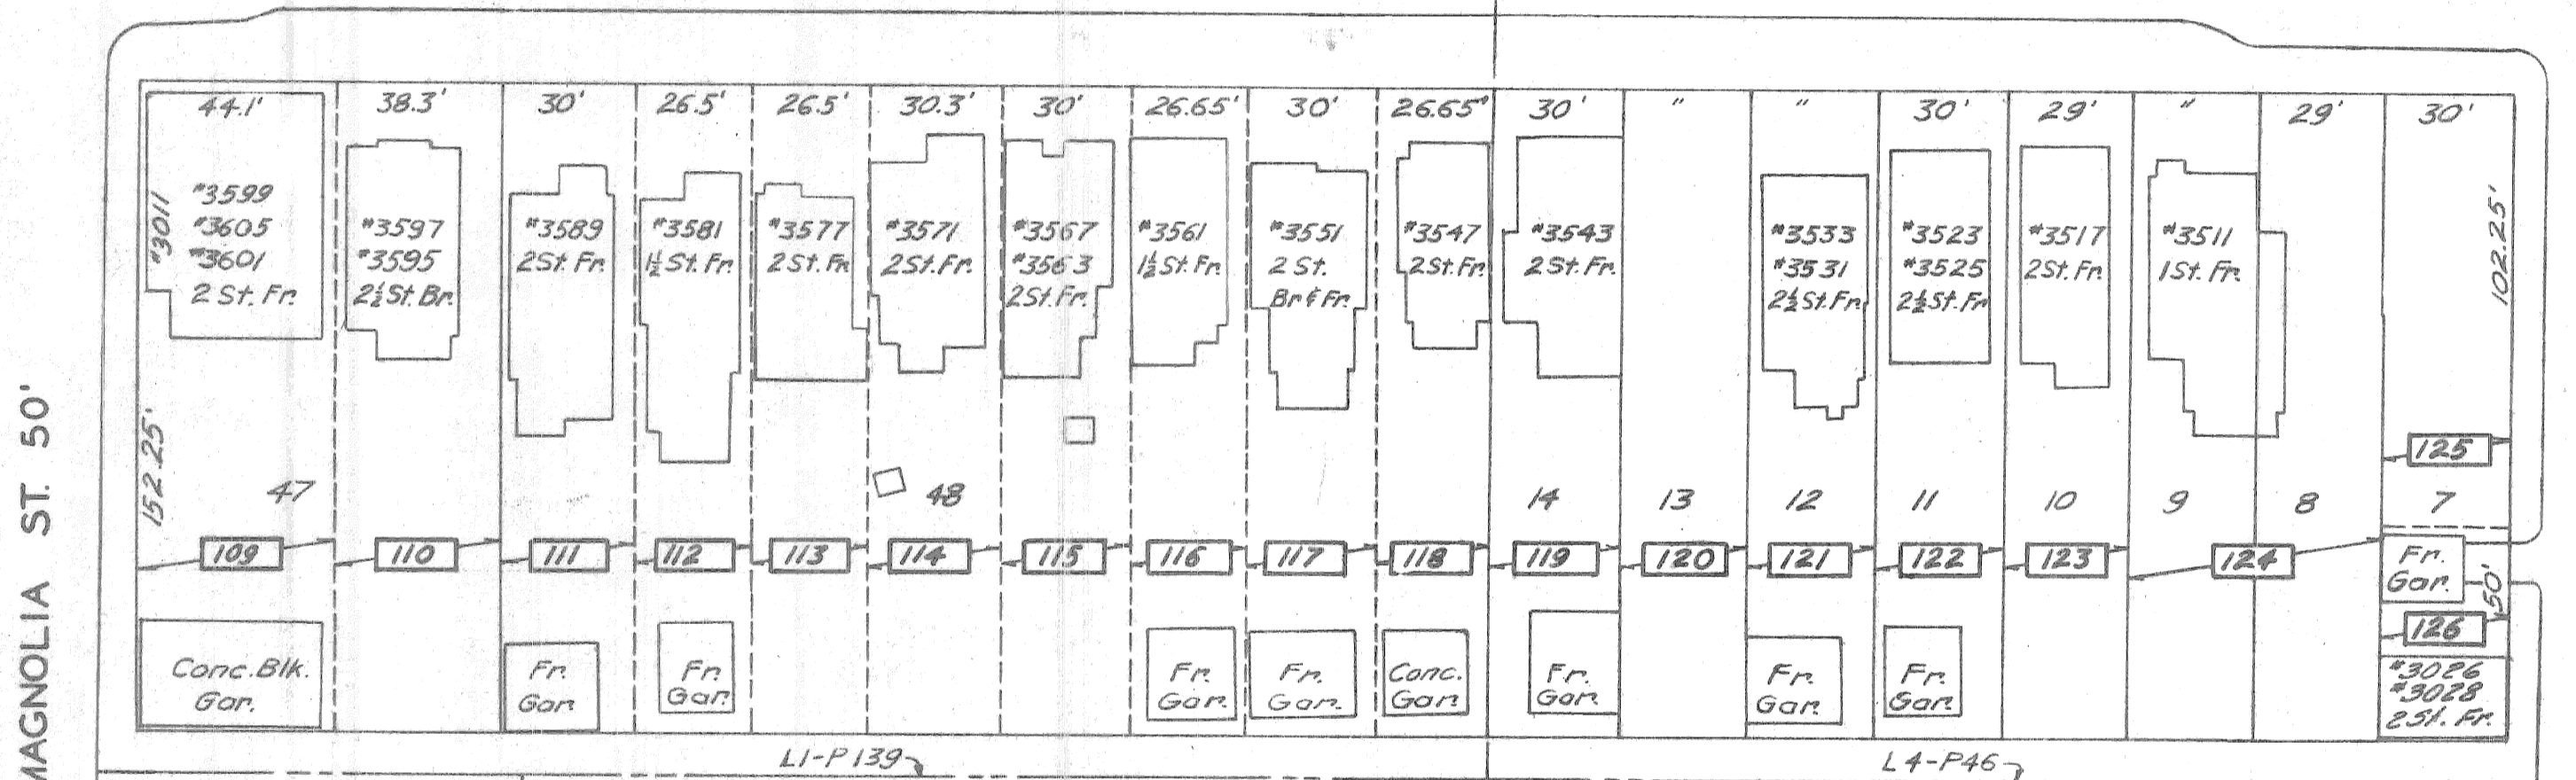 44.1'
38.3'
30'
26.5'
26.5'
30.3'
30'
26.65'
30'
26.65'
30'
"
"
30'
29'
"
29'
30'
#3011
#3599
#3605
#3601
2 St. Fr.
#3597
#3595
2½ St. Br.
#3589
2 St. Fr.
#3581
1½ St. Fr.
#3577
2 St. Fr.
#3571
2 St. Fr.
#3567
#3563
2 St. Fr.
#3561
1½ St. Fr.
#3551
2 St.
Br & Fr.
#3547
2 St. Fr.
#3543
2 St. Fr.
#3533
#3531
2½ St. Fr.
#3523
#3525
2½ St. Fr.
#3517
2 St. Fr.
#3511
1 St. Fr.
102.25'
MAGNOLIA ST. 50'
152.25'
47
48
14
13
12
11
10
9
8
7
125
109
110
111
112
113
114
115
116
117
118
119
120
121
122
123
124
Fr.
Gar.
50'
126
Conc. Blk.
Gar.
Fr.
Gar.
Fr.
Gar.
Fr.
Gar.
Fr.
Gar.
Conc.
Gar.
Fr.
Gar.
Fr.
Gar.
Fr.
Gar.
#3026
#3028
2 St. Fr.
L1-P139
L4-P46